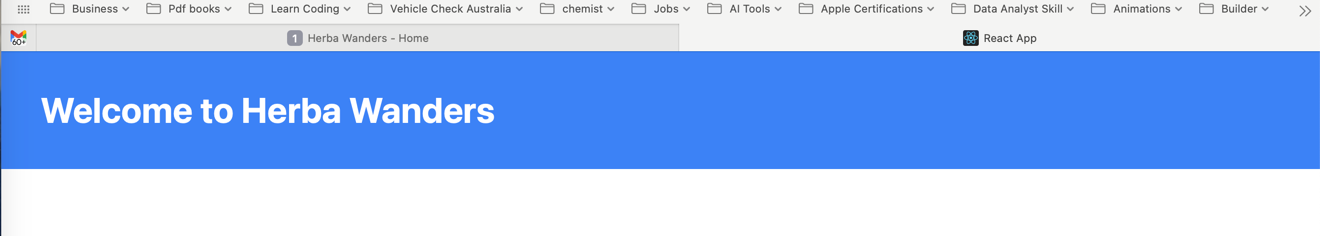 Business Pdf books Learn Coding Vehicle Check Australia chemist Jobs AI Tools Apple Certifications Data Analyst Skill Animations Builder
60+ 1 Herba Wanders - Home React App
Welcome to Herba Wanders